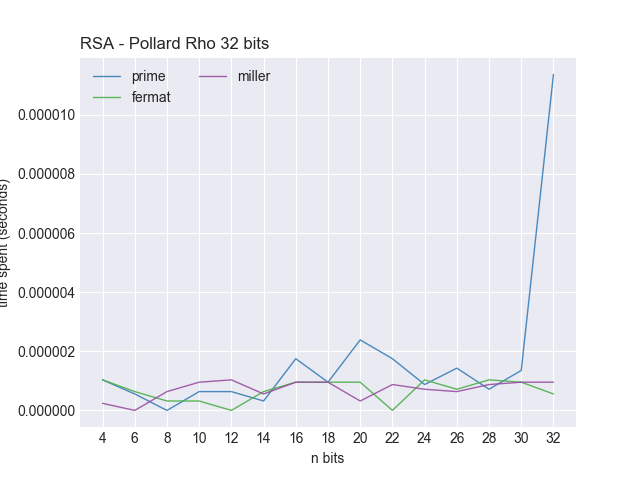 RSA - Pollard Rho 32 bits
prime
miller
fermat
0.000010
0.000008
0.000006
0.000004
0.000002
0.000000
time spent (seconds)
4 6 8 10 12 14 16 18 20 22 24 26 28 30 32
n bits